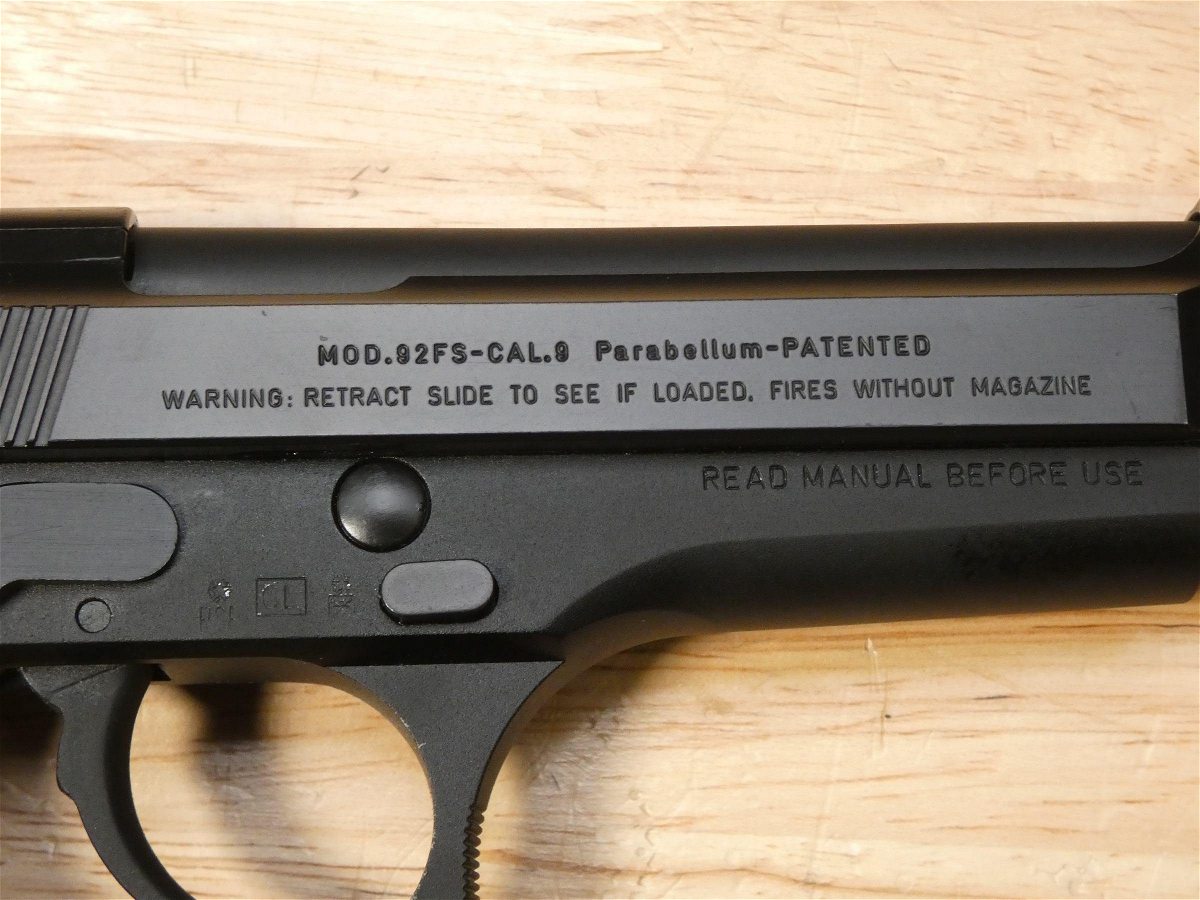 MOD.92FS-CAL.9 Parabellum-PATENTED
WARNING: RETRACT SLIDE TO SEE IF LOADED. FIRES WITHOUT MAGAZINE
READ MANUAL BEFORE USE